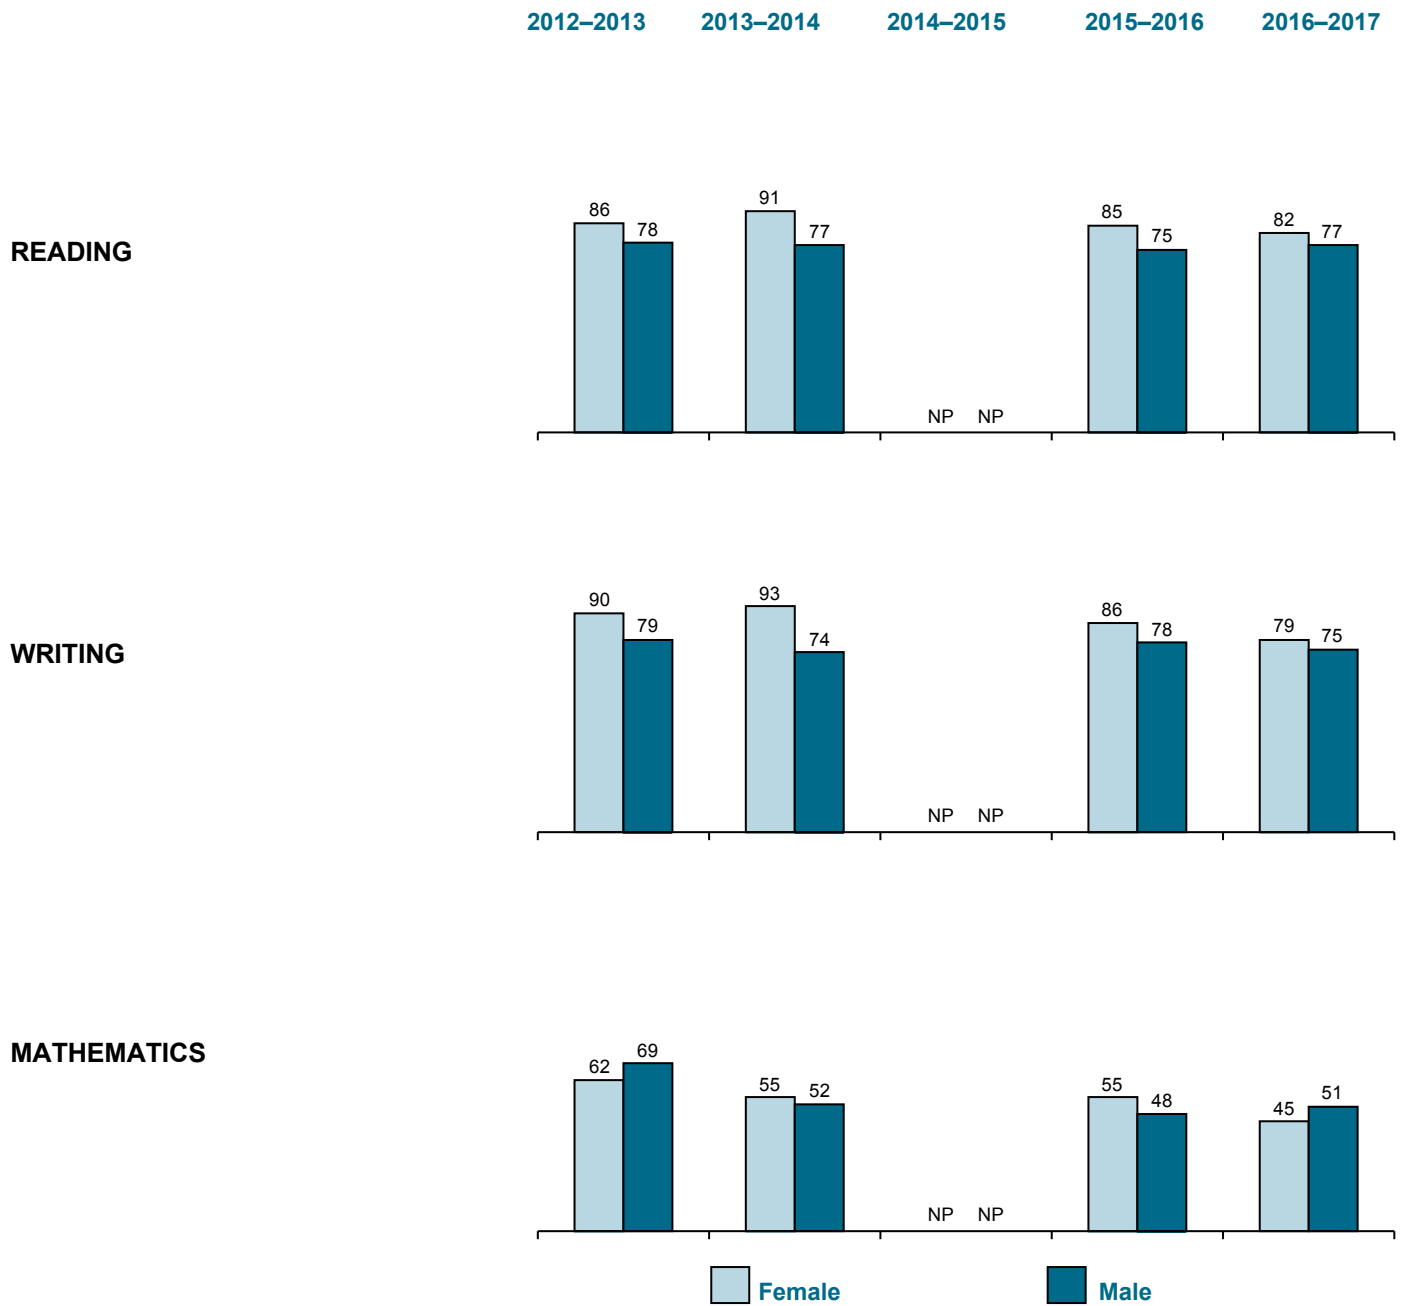 2012–2013 2013–2014 2014–2015 2015–2016 2016–2017
READING
86 78 91 77 NP NP 85 75 82 77
WRITING
90 79 93 74 NP NP 86 78 79 75
MATHEMATICS
62 69 55 52 NP NP 55 48 45 51
Female Male